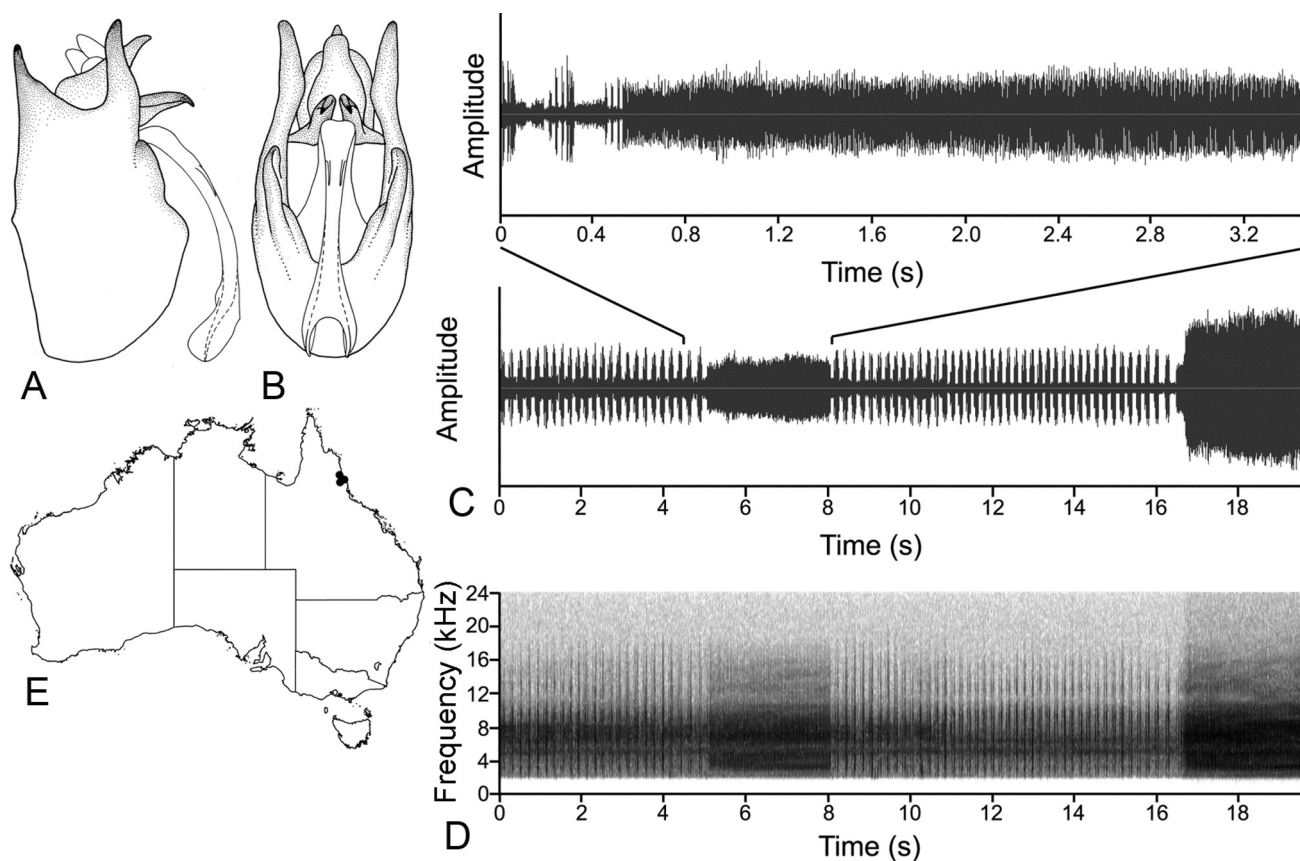 A
B
Amplitude
0 0.4 0.8 1.2 1.6 2.0 2.4 2.8 3.2
Time (s)
Amplitude
0 2 4 6 8 10 12 14 16 18
C
Time (s)
Frequency (kHz)
24
20
16
12
8
4
0
0 2 4 6 8 10 12 14 16 18
D
Time (s)
E